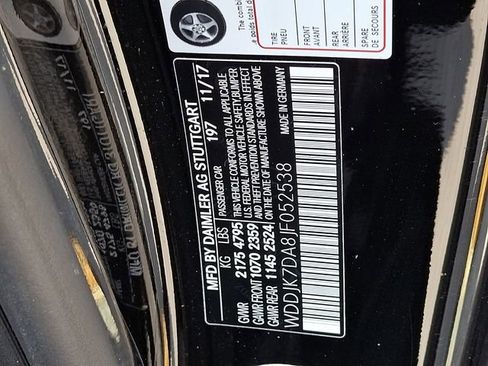 The combined
TIRE
PNEU
FRONT
AVANT
REAR
ARRIÈRE
SPARE
DE SECOURS
MFD BY DAIMLER AG STUTTGART
197 11/17
KG LBS
GWR 2175 4795
GAWR FRONT 1070 2359
GAWR REAR 1145 2524
PASSENGER CAR
THIS VEHICLE CONFORMS TO ALL APPLICABLE
U.S. FEDERAL MOTOR VEHICLE SAFETY, BUMPER
AND THEFT PREVENTION STANDARDS IN EFFECT
ON THE DATE OF MANUFACTURE SHOWN ABOVE
MADE IN GERMANY
WDDJK7DA8JF052538